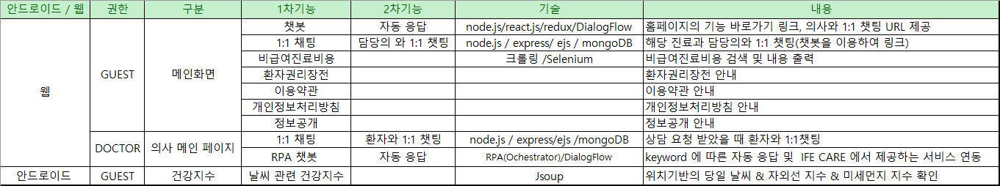 안드로이드 / 웹 권한 구분 1차기능 2차기능 기술 내용
웹 GUEST 메인화면 챗봇 자동 응답 node.js/react.js/redux/DialogFlow 홈페이지의 기능 바로가기 링크, 의사와 1:1 챗팅 URL 제공
1:1 채팅 담당의 와 1:1 챗팅 node.js / express/ ejs / mongoDB 해당 진료과 담당의와 1:1 챗팅(챗봇을 이용하여 링크)
비급여진료비용 크롤링 /Selenium 비급여진료비용 검색 및 내용 출력
환자권리장전 환자권리장전 안내
이용약관 이용약관 안내
개인정보처리방침 개인정보처리방침 안내
정보공개 정보공개 안내
DOCTOR 의사 메인 페이지 1:1 채팅 환자와 1:1 챗팅 node.js / express/ejs /mongoDB 상담 요청 받았을 때 환자와 1:1챗팅
RPA 챗봇 자동 응답 RPA(Ochestrator)/DialogFlow keyword 에 따른 자동 응답 및 IFE CARE 에서 제공하는 서비스 연동
안드로이드 GUEST 건강지수 날씨 관련 건강지수 Jsoup 위치기반의 당일 날씨 & 자외선 지수 & 미세먼지 지수 확인